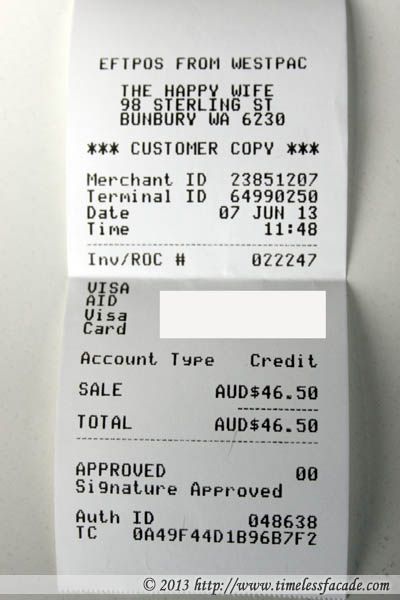 EFTPOS FROM WESTPAC
THE HAPPY WIFE
98 STERLING ST
BUNBURY WA 6230
*** CUSTOMER COPY ***
Merchant ID 23851207
Terminal ID 64990250
Date 07 JUN 13
Time 11:48
Inv/ROC # 022247
VISA
AID
Visa
Card
Account Type Credit
SALE AUD$46.50
TOTAL AUD$46.50
APPROVED 00
Signature Approved
Auth ID 048638
TC 0A49F44D1B96B7F2
© 2013 http://www.timelessfacade.com